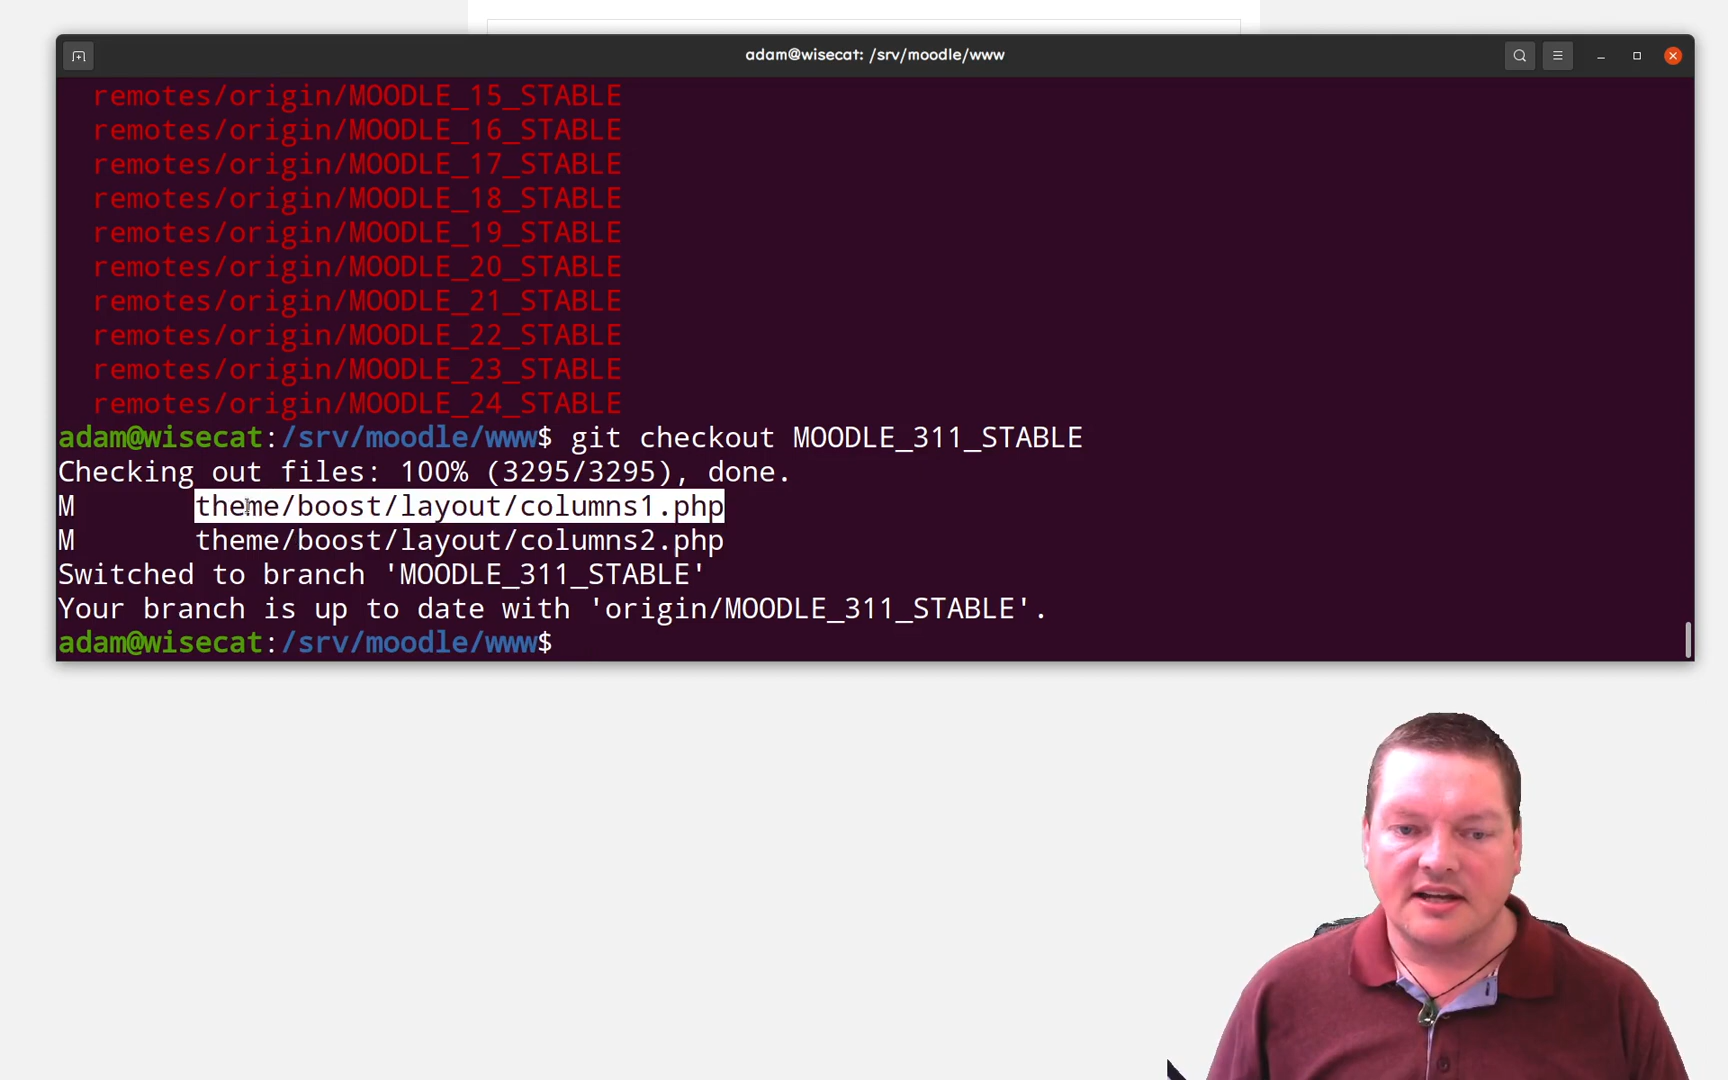 adam@wisecat: /srv/moodle/www
remotes/origin/MOODLE_15_STABLE
remotes/origin/MOODLE_16_STABLE
remotes/origin/MOODLE_17_STABLE
remotes/origin/MOODLE_18_STABLE
remotes/origin/MOODLE_19_STABLE
remotes/origin/MOODLE_20_STABLE
remotes/origin/MOODLE_21_STABLE
remotes/origin/MOODLE_22_STABLE
remotes/origin/MOODLE_23_STABLE
remotes/origin/MOODLE_24_STABLE
adam@wisecat:/srv/moodle/www$ git checkout MOODLE_311_STABLE
Checking out files: 100% (3295/3295), done.
M theme/boost/layout/columns1.php
M theme/boost/layout/columns2.php
Switched to branch 'MOODLE_311_STABLE'
Your branch is up to date with 'origin/MOODLE_311_STABLE'.
adam@wisecat:/srv/moodle/www$